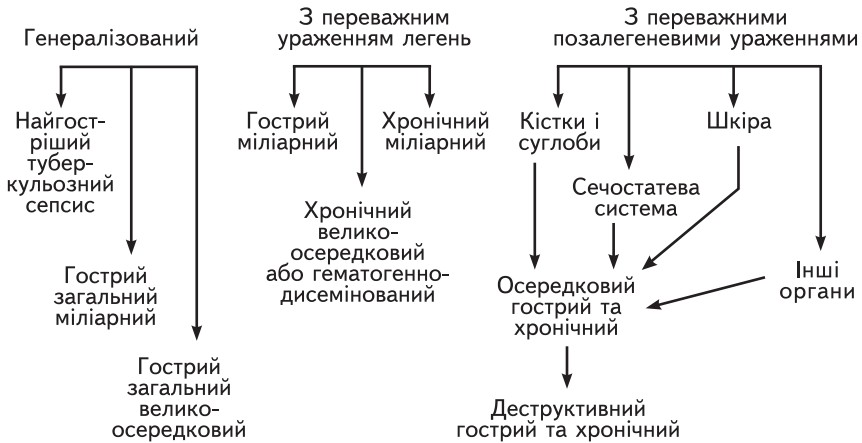 Генералізований
З переважним
ураженням легень
З переважними
позалегеневими ураженнями
Найгост-
ріший
тубер-
кульозний
сепсис
Гострий
загальний
міліарний
Гострий
загальний
велико-
осередковий
Гострий
міліарний
Хронічний
міліарний
Хронічний
велико-
осередковий
або гематогенно-
дисемінований
Кістки і
суглоби
Сечостатева
система
Шкіра
Інші
органи
Осередковий
гострий та
хронічний
Деструктивний
гострий та хронічний